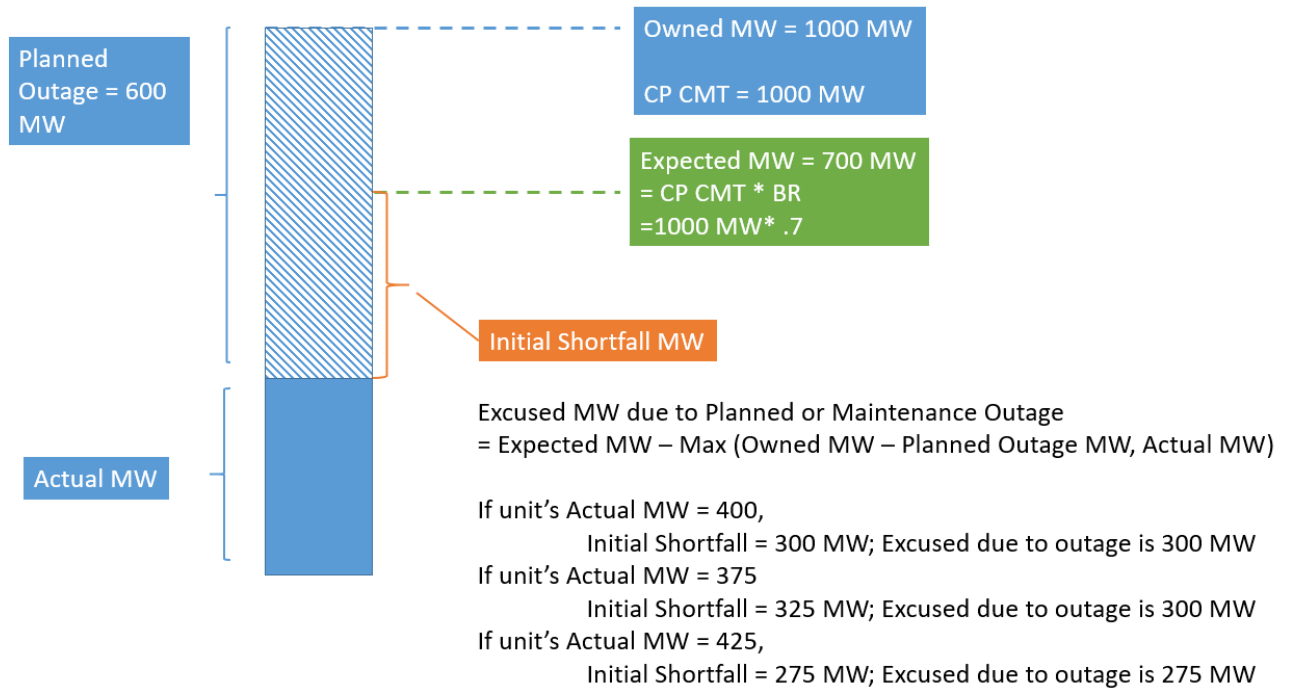 Planned
Outage = 600
MW
Owned MW = 1000 MW
CP CMT = 1000 MW
Expected MW = 700 MW
= CP CMT * BR
=1000 MW* .7
Initial Shortfall MW
Actual MW
Excused MW due to Planned or Maintenance Outage
= Expected MW – Max (Owned MW – Planned Outage MW, Actual MW)
If unit's Actual MW = 400,
Initial Shortfall = 300 MW; Excused due to outage is 300 MW
If unit's Actual MW = 375
Initial Shortfall = 325 MW; Excused due to outage is 300 MW
If unit's Actual MW = 425,
Initial Shortfall = 275 MW; Excused due to outage is 275 MW